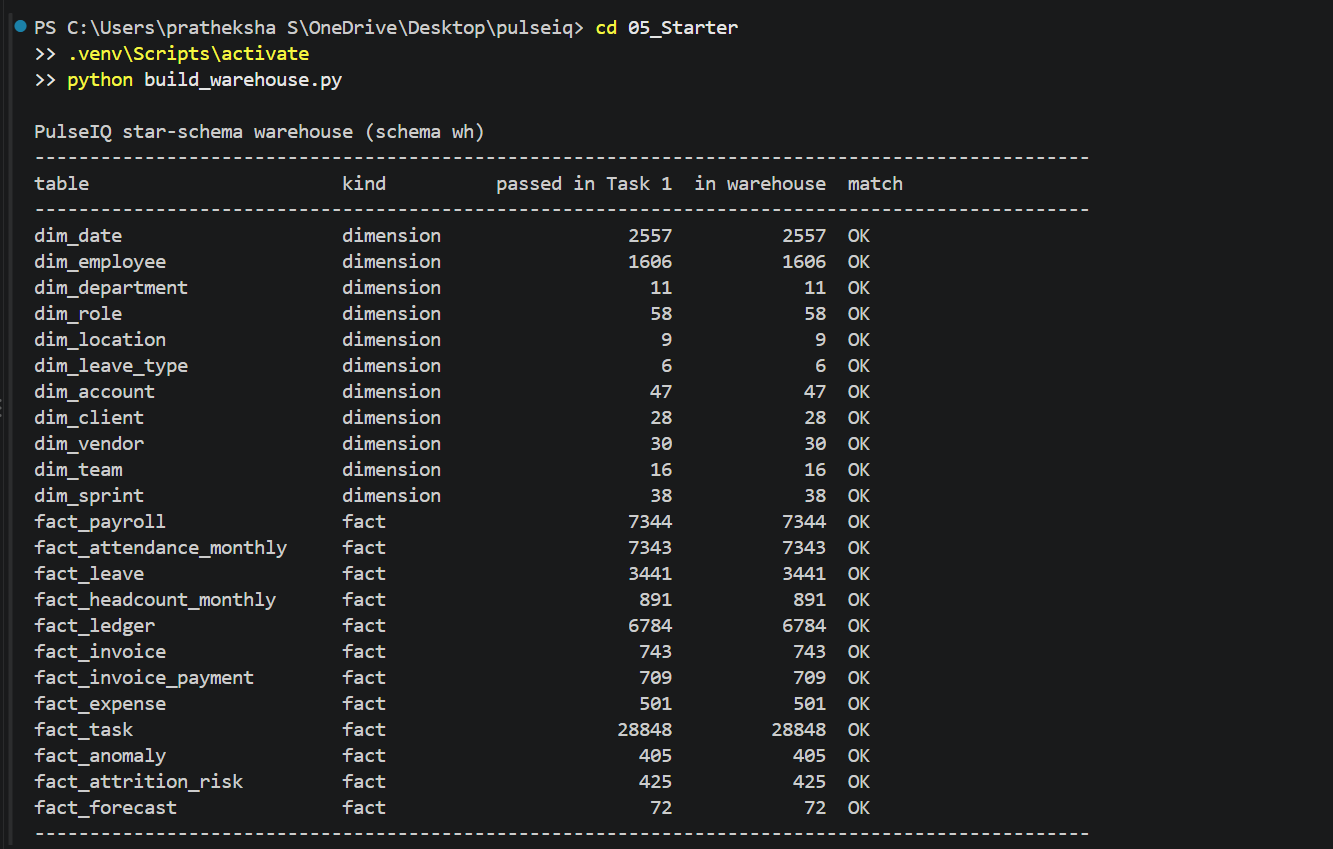 PS C:\Users\pratheksha S\OneDrive\Desktop\pulseiq> cd 05_Starter
>> .venv\Scripts\activate
>> python build_warehouse.py
PulseIQ star-schema warehouse (schema wh)
------------------------------------------------------------------------------------------------
table kind passed in Task 1 in warehouse match
------------------------------------------------------------------------------------------------
dim_date dimension 2557 2557 OK
dim_employee dimension 1606 1606 OK
dim_department dimension 11 11 OK
dim_role dimension 58 58 OK
dim_location dimension 9 9 OK
dim_leave_type dimension 6 6 OK
dim_account dimension 47 47 OK
dim_client dimension 28 28 OK
dim_vendor dimension 30 30 OK
dim_team dimension 16 16 OK
dim_sprint dimension 38 38 OK
fact_payroll fact 7344 7344 OK
fact_attendance_monthly fact 7343 7343 OK
fact_leave fact 3441 3441 OK
fact_headcount_monthly fact 891 891 OK
fact_ledger fact 6784 6784 OK
fact_invoice fact 743 743 OK
fact_invoice_payment fact 709 709 OK
fact_expense fact 501 501 OK
fact_task fact 28848 28848 OK
fact_anomaly fact 405 405 OK
fact_attrition_risk fact 425 425 OK
fact_forecast fact 72 72 OK
------------------------------------------------------------------------------------------------